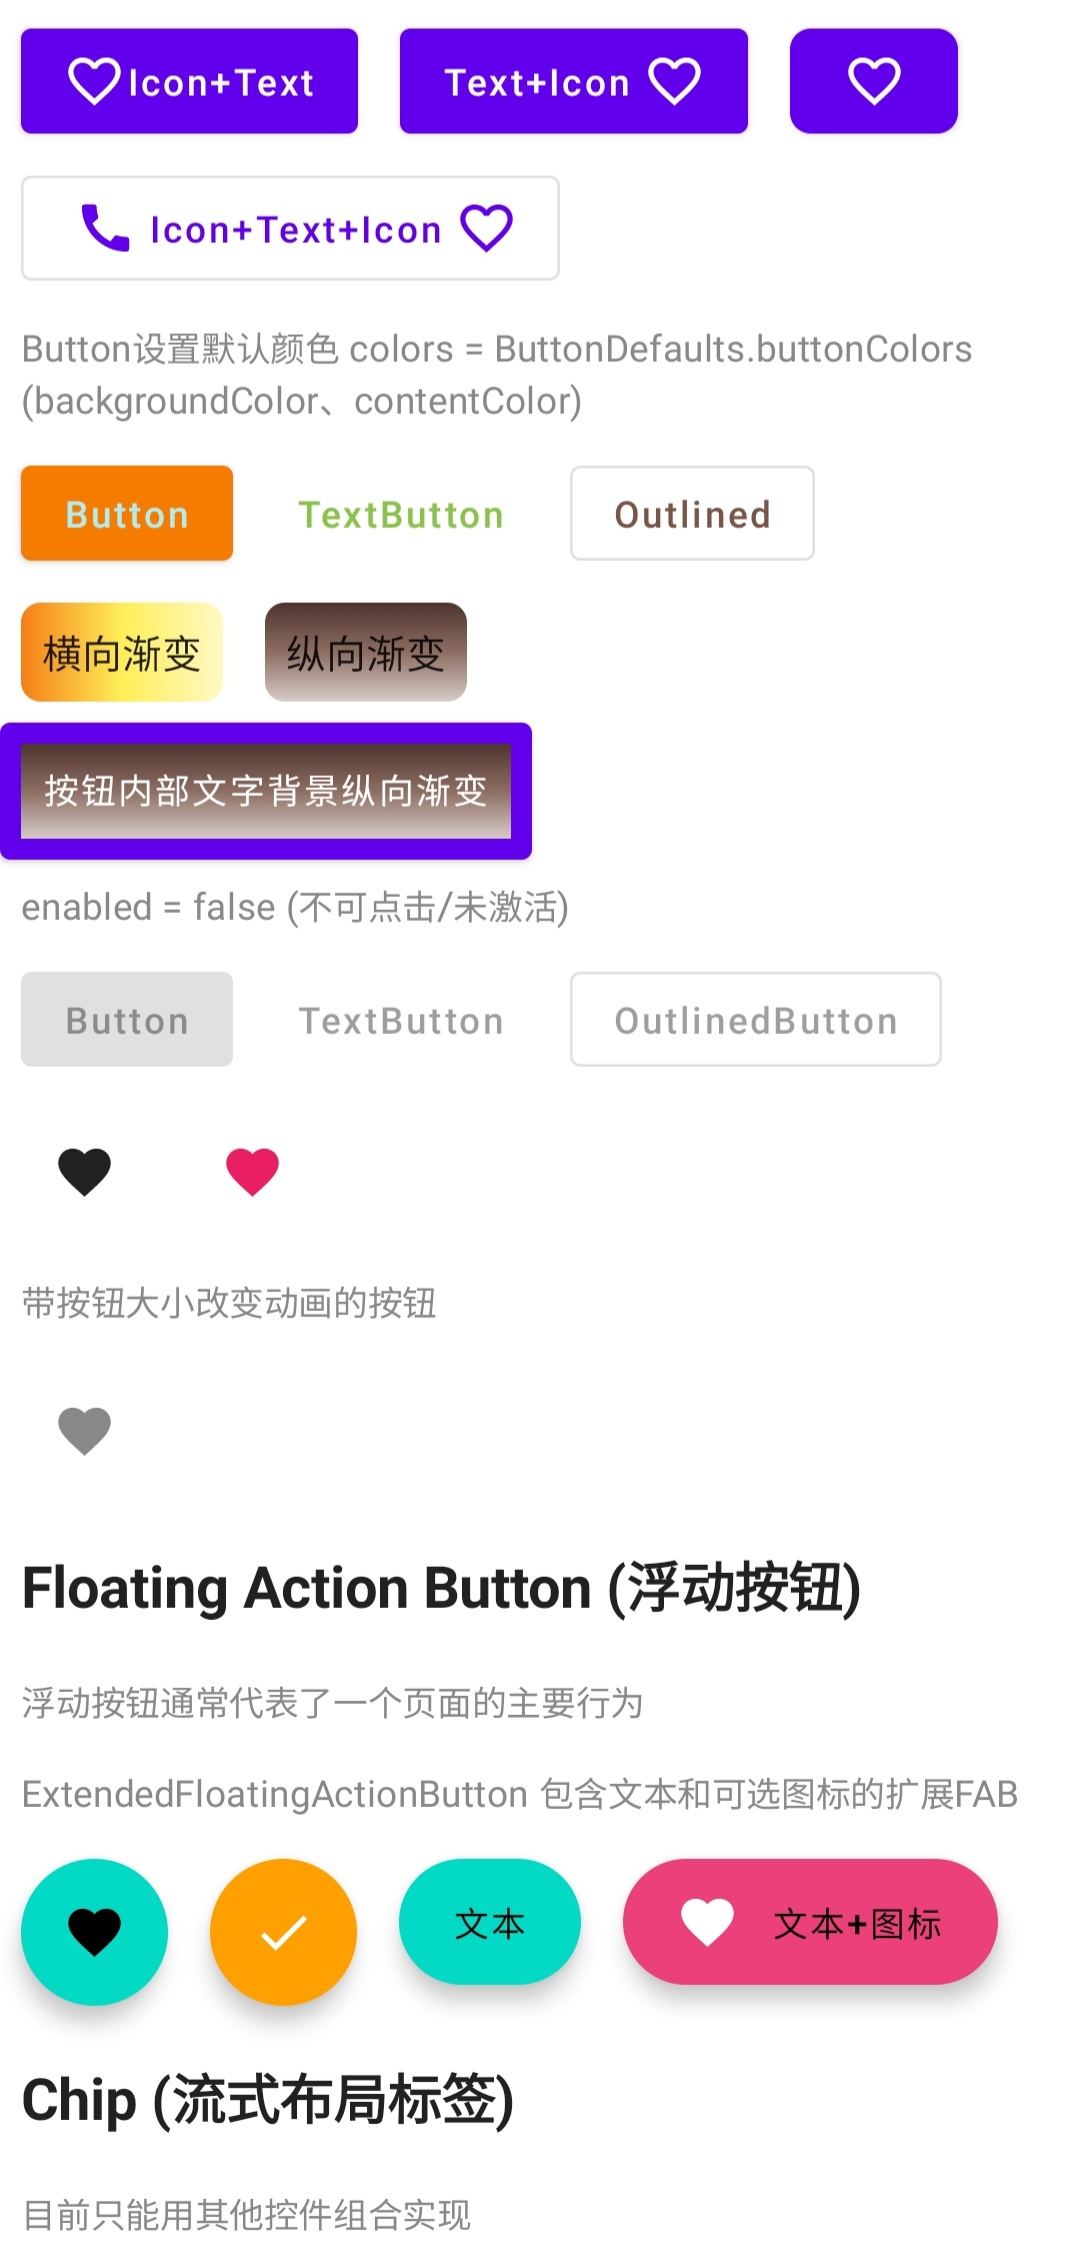 Icon+Text
Text+Icon
Icon+Text+Icon
Button设置默认颜色 colors = ButtonDefaults.buttonColors
(backgroundColor、contentColor)
Button
TextButton
Outlined
横向渐变
纵向渐变
按钮内部文字背景纵向渐变
enabled = false (不可点击/未激活)
Button
TextButton
OutlinedButton
带按钮大小改变动画的按钮
Floating Action Button (浮动按钮)
浮动按钮通常代表了一个页面的主要行为
ExtendedFloatingActionButton 包含文本和可选图标的扩展FAB
文本
文本+图标
Chip (流式布局标签)
目前只能用其他控件组合实现